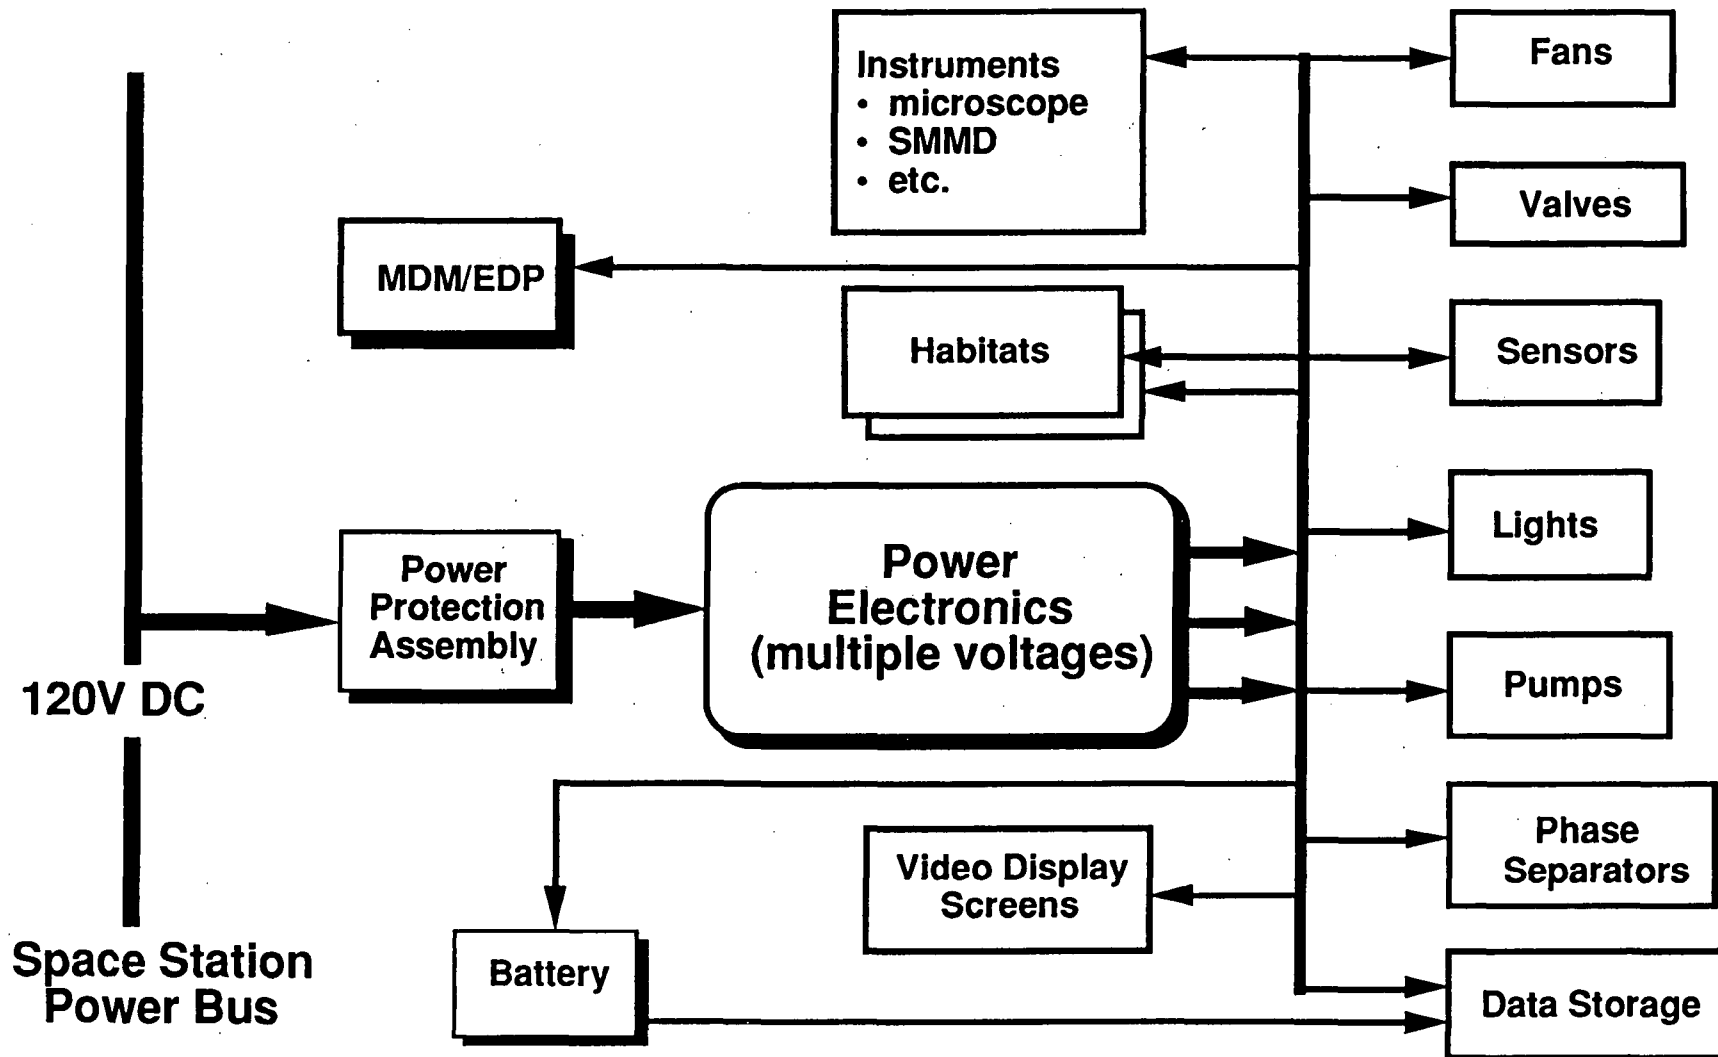 Instruments
• microscope
• SMMD
• etc.
Fans
Valves
MDM/EDP
Habitats
Sensors
Power
Protection
Assembly
Power
Electronics
(multiple voltages)
Lights
120V DC
Pumps
Video Display
Screens
Phase
Separators
Space Station
Power Bus
Battery
Data Storage